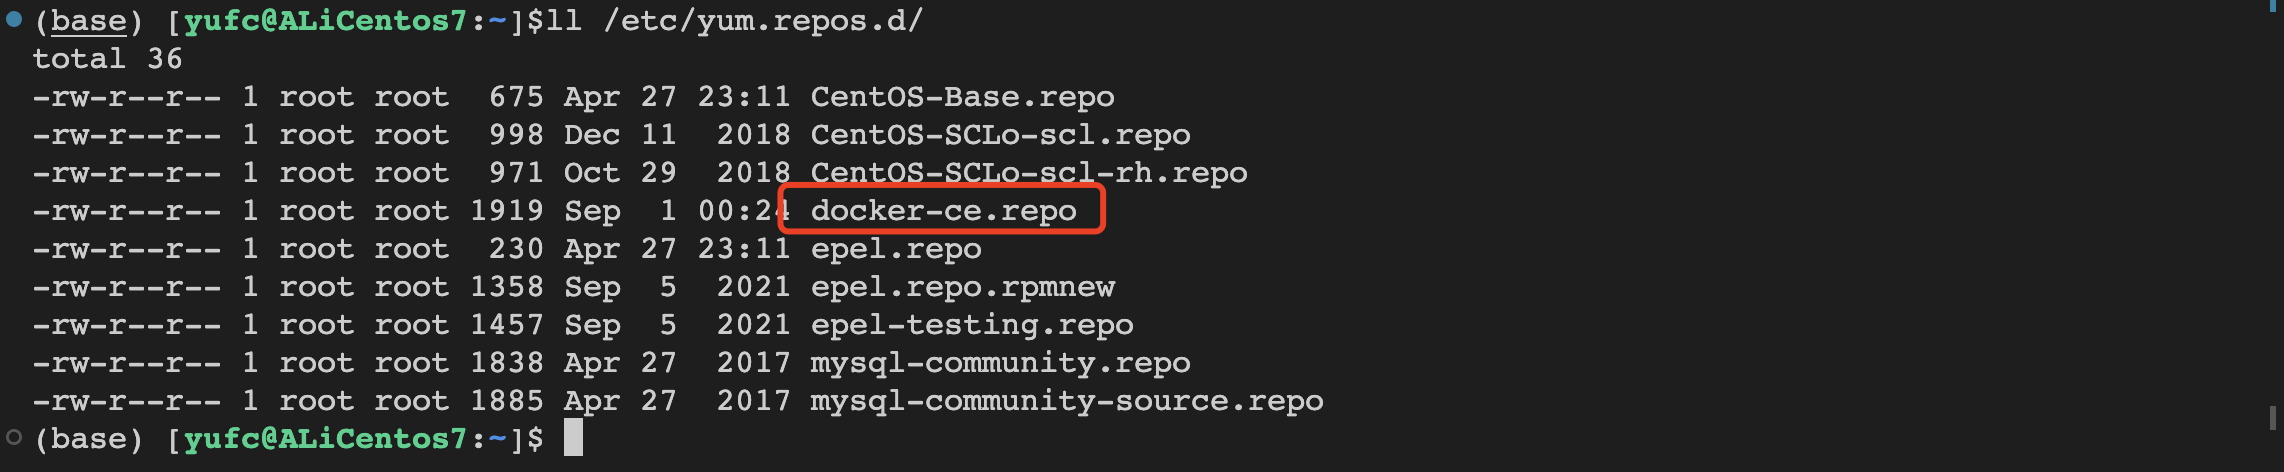 (base) [yufc@ALiCentos7:~]$ll /etc/yum.repos.d/
total 36
-rw-r--r-- 1 root root  675 Apr 27 23:11 CentOS-Base.repo
-rw-r--r-- 1 root root  998 Dec 11  2018 CentOS-SCLo-scl.repo
-rw-r--r-- 1 root root  971 Oct 29  2018 CentOS-SCLo-scl-rh.repo
-rw-r--r-- 1 root root 1919 Sep  1 00:24 docker-ce.repo
-rw-r--r-- 1 root root  230 Apr 27 23:11 epel.repo
-rw-r--r-- 1 root root 1358 Sep  5  2021 epel.repo.rpmnew
-rw-r--r-- 1 root root 1457 Sep  5  2021 epel-testing.repo
-rw-r--r-- 1 root root 1838 Apr 27  2017 mysql-community.repo
-rw-r--r-- 1 root root 1885 Apr 27  2017 mysql-community-source.repo
(base) [yufc@ALiCentos7:~]$